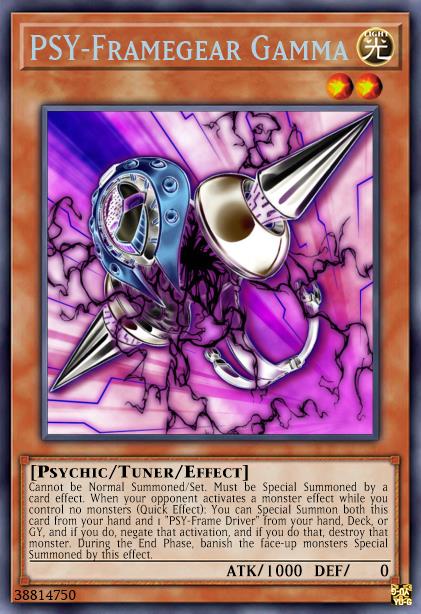 PSY-Framegear Gamma
LIGHT
光
[Psychic/Tuner/Effect]
Cannot be Normal Summoned/Set. Must be Special Summoned by a
card effect. When your opponent activates a monster effect while you
control no monsters (Quick Effect): You can Special Summon both this
card from your hand and 1 "PSY-Frame Driver" from your hand, Deck, or
GY, and if you do, negate that activation, and if you do that, destroy that
monster. During the End Phase, banish the face-up monsters Special
Summoned by this effect.
ATK/1000 DEF/ 0
38814750